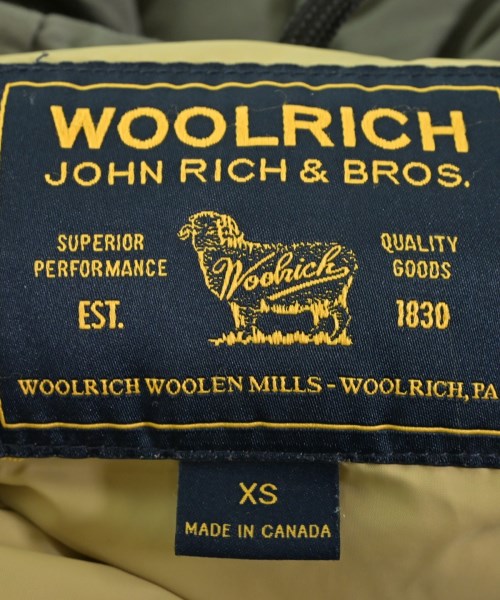 WOOLRICH
JOHN RICH & BROS.
SUPERIOR
PERFORMANCE
EST.
Woolrich
QUALITY
GOODS
1830
WOOLRICH WOOLEN MILLS - WOOLRICH, PA
XS
MADE IN CANADA